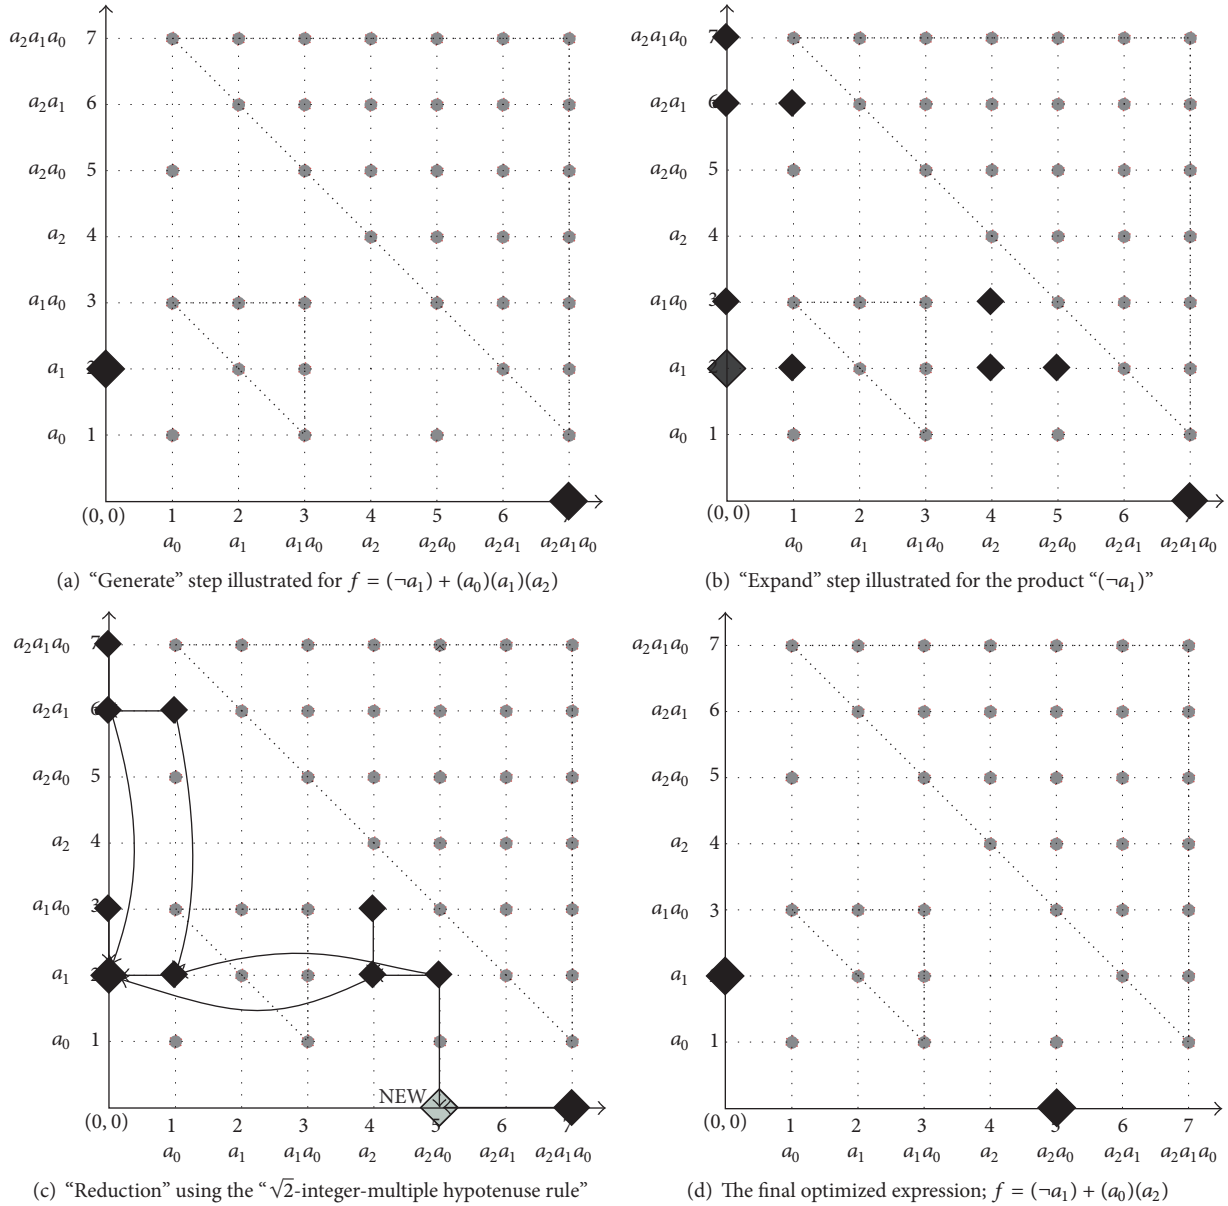 a₂a₁a₀ 7
a₂a₁ 6
a₂a₀ 5
a₂ 4
a₁a₀ 3
a₁ 2
a₀ 1
(0, 0) 1 2 3 4 5 6 7
a₀ a₁ a₁a₀ a₂ a₂a₀ a₂a₁ a₂a₁a₀
(a) “Generate” step illustrated for f = (¬a₁) + (a₀)(a₁)(a₂)
a₂a₁a₀ 7
a₂a₁ 6
a₂a₀ 5
a₂ 4
a₁a₀ 3
a₁ 2
a₀ 1
(0, 0) 1 2 3 4 5 6 7
a₀ a₁ a₁a₀ a₂ a₂a₀ a₂a₁ a₂a₁a₀
(b) “Expand” step illustrated for the product “(¬a₁)”
a₂a₁a₀ 7
a₂a₁ 6
a₂a₀ 5
a₂ 4
a₁a₀ 3
a₁ 2
a₀ 1
NEW
(0, 0) 1 2 3 4 5 6 7
a₀ a₁ a₁a₀ a₂ a₂a₀ a₂a₁ a₂a₁a₀
(c) “Reduction” using the “√2-integer-multiple hypotenuse rule”
a₂a₁a₀ 7
a₂a₁ 6
a₂a₀ 5
a₂ 4
a₁a₀ 3
a₁
a₀ 1
(0, 0) 1 2 3 4 5 6 7
a₀ a₁ a₁a₀ a₂ a₂a₀ a₂a₁ a₂a₁a₀
(d) The final optimized expression; f = (¬a₁) + (a₀)(a₂)